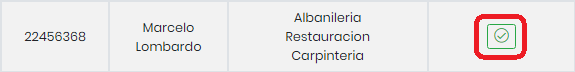 22456368
Marcelo
Lombardo
Albanileria
Restauracion
Carpinteria